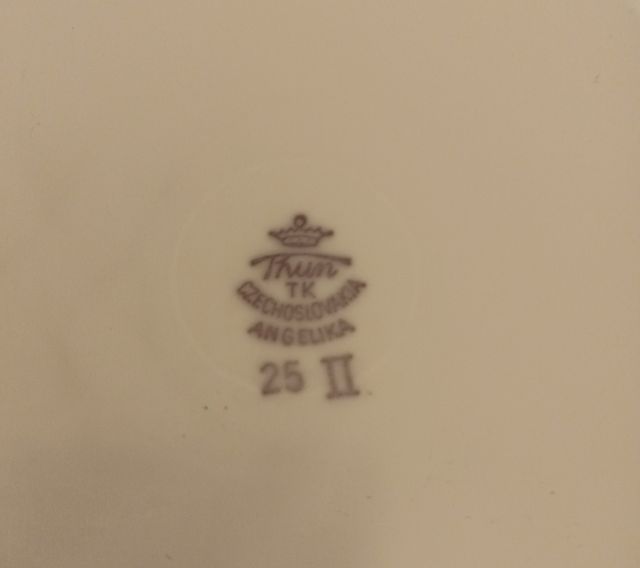 Thun
TK
CZECHOSLOVAKIA
ANGELIKA
25 II